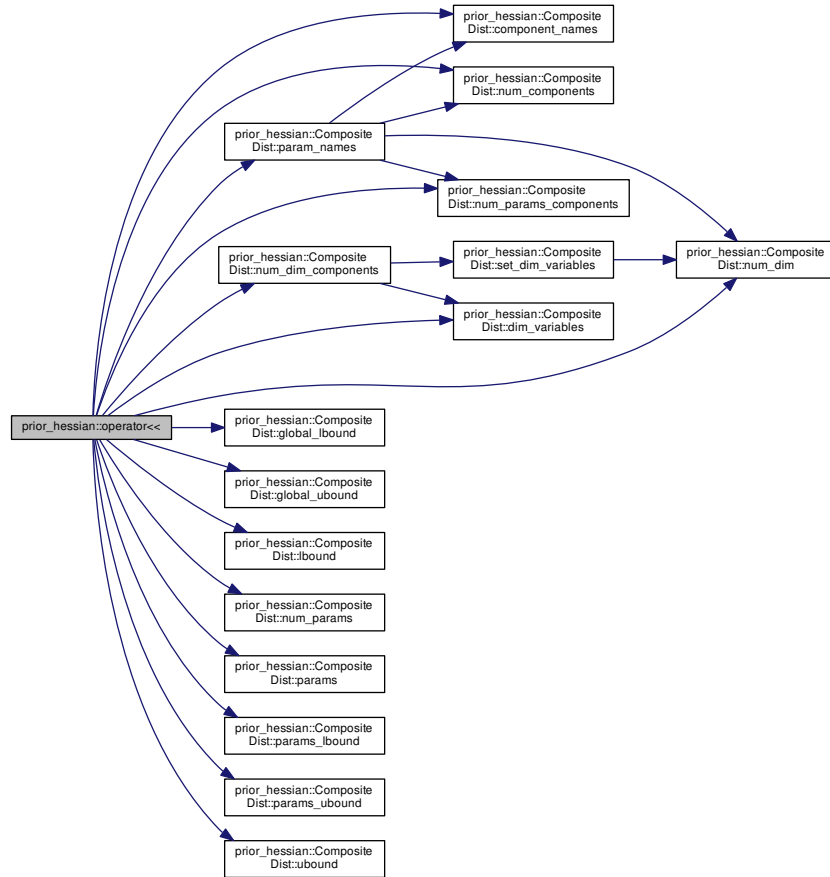 prior_hessian::Composite
Dist::component_names
prior_hessian::Composite
Dist::num_components
prior_hessian::Composite
Dist::param_names
prior_hessian::Composite
Dist::num_params_components
prior_hessian::Composite
Dist::num_dim_components
prior_hessian::Composite
Dist::set_dim_variables
prior_hessian::Composite
Dist::num_dim
prior_hessian::Composite
Dist::dim_variables
prior_hessian::operator<<
prior_hessian::Composite
Dist::global_lbound
prior_hessian::Composite
Dist::global_ubound
prior_hessian::Composite
Dist::lbound
prior_hessian::Composite
Dist::num_params
prior_hessian::Composite
Dist::params
prior_hessian::Composite
Dist::params_lbound
prior_hessian::Composite
Dist::params_ubound
prior_hessian::Composite
Dist::ubound